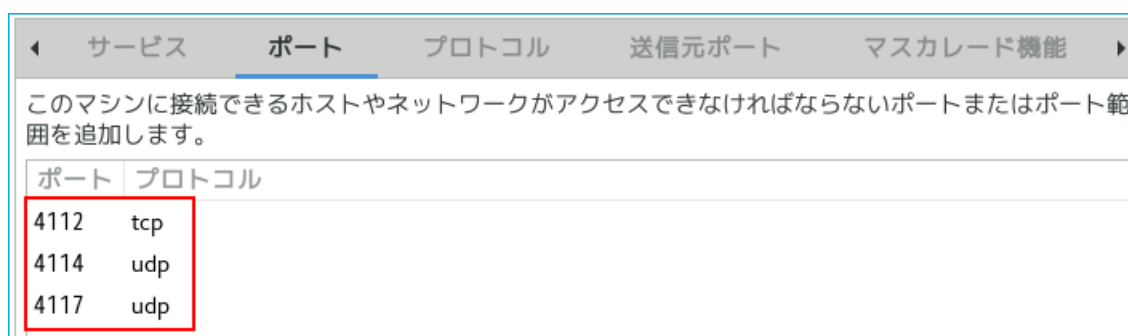 サービス ポート プロトコル 送信元ポート マスカレード機能
このマシンに接続できるホストやネットワークがアクセスできなければならないポートまたはポート範
囲を追加します。
ポート プロトコル
4112 tcp
4114 udp
4117 udp